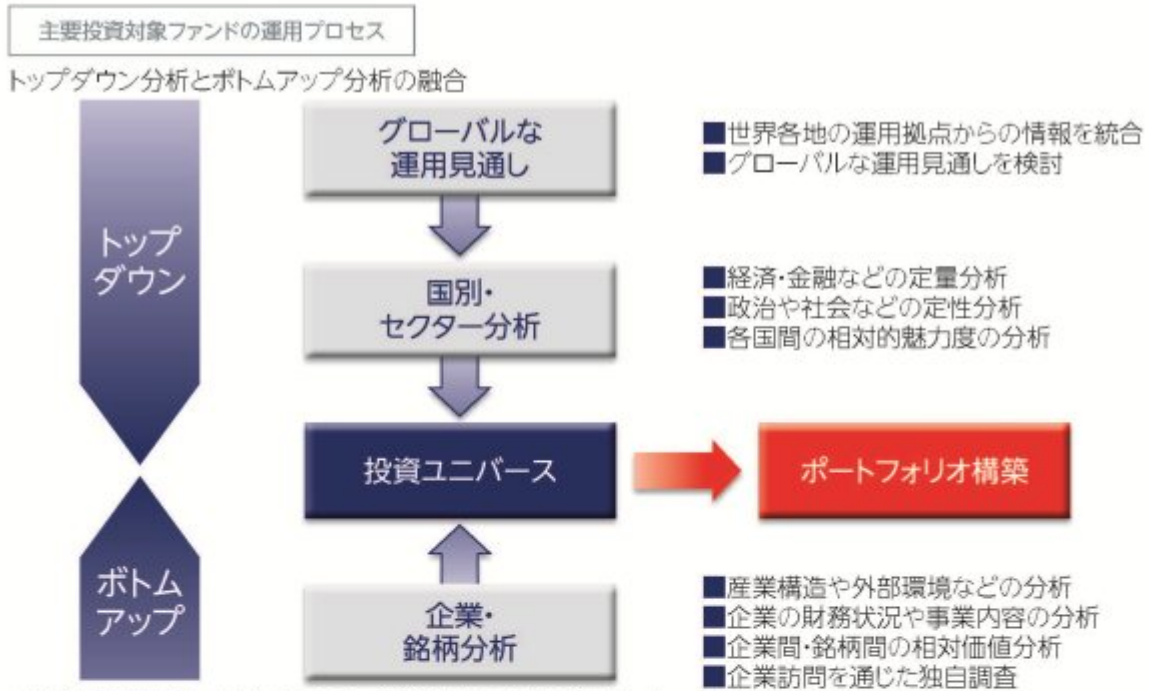 主要投資対象ファンドの運用プロセス
トップダウン分析とボトムアップ分析の融合
トップ
ダウン
グローバルな
運用見通し
■世界各地の運用拠点からの情報を統合
■グローバルな運用見通しを検討
国別・
セクター分析
■経済・金融などの定量分析
■政治や社会などの定性分析
■各国間の相対的魅力度の分析
投資ユニバース
ポートフォリオ構築
ボトム
アップ
企業・
銘柄分析
■産業構造や外部環境などの分析
■企業の財務状況や事業内容の分析
■企業間・銘柄間の相対価値分析
■企業訪問を通じた独自調査